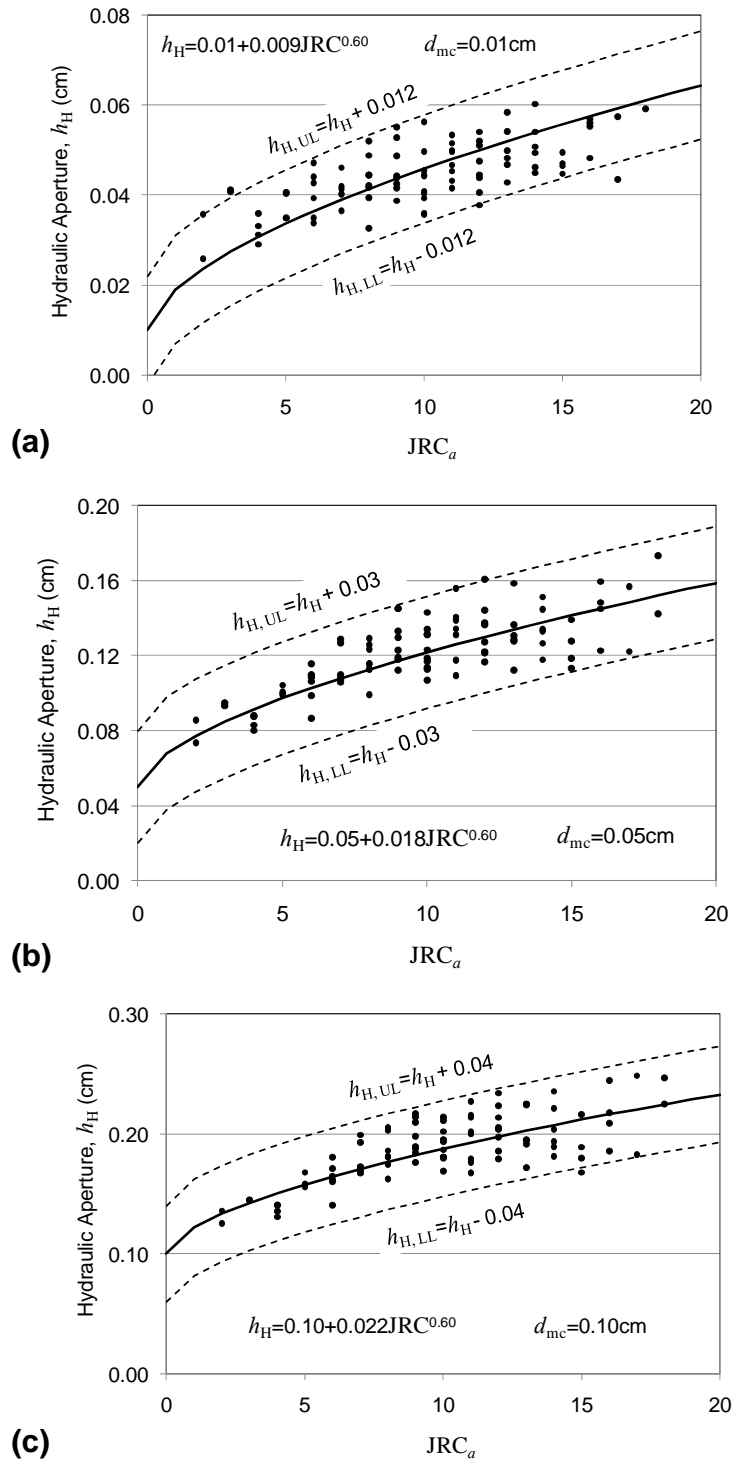 0.08
h_H=0.01+0.009JRC^0.60 d_mc=0.01cm
0.06
h_H,UL=h_H+ 0.012
0.04
0.02
h_H,LL=h_H- 0.012
0.00
0 5 10 15 20
Hydraulic Aperture, h_H (cm)
JRC_a
(a)
0.20
0.16
h_H,UL=h_H+ 0.03
0.12
0.08
h_H,LL=h_H- 0.03
0.04
h_H=0.05+0.018JRC^0.60 d_mc=0.05cm
0.00
0 5 10 15 20
Hydraulic Aperture, h_H (cm)
JRC_a
(b)
0.30
h_H,UL=h_H+ 0.04
0.20
h_H,LL=h_H- 0.04
0.10
h_H=0.10+0.022JRC^0.60 d_mc=0.10cm
0.00
0 5 10 15 20
Hydraulic Aperture, h_H (cm)
JRC_a
(c)